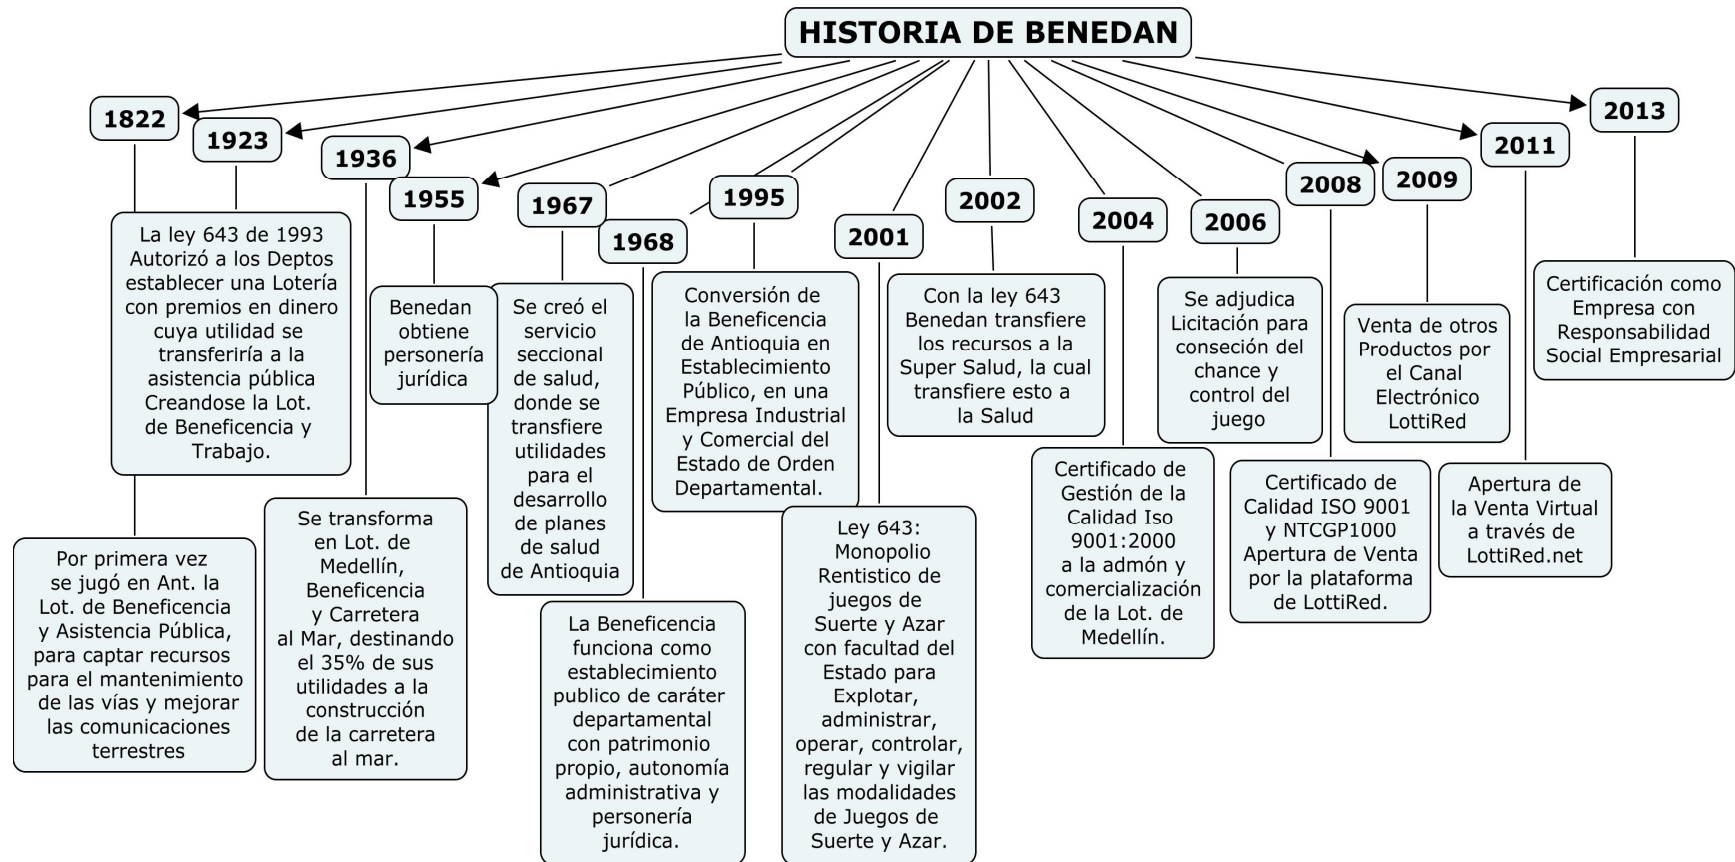 HISTORIA DE BENEDAN
1822
Por primera vez
se jugó en Ant. la
Lot. de Beneficencia
y Asistencia Pública,
para captar recursos
para el mantenimiento
de las vías y mejorar
las comunicaciones
terrestres
1923
La ley 643 de 1993
Autorizó a los Deptos
establecer una Lotería
con premios en dinero
cuya utilidad se
transferiría a la
asistencia pública
Creandose la Lot.
de Beneficencia y
Trabajo.
1936
Se transforma
en Lot. de
Medellín,
Beneficencia
y Carretera
al Mar, destinando
el 35% de sus
utilidades a la
construcción
de la carretera
al mar.
1955
Benedan
obtiene
personería
jurídica
1967
Se creó el
servicio
seccional
de salud,
donde se
transfiere
utilidades
para el
desarrollo
de planes
de salud
de Antioquia
1968
La Beneficencia
funciona como
establecimiento
publico de caráter
departamental
con patrimonio
propio, autonomía
administrativa y
personería
jurídica.
1995
Conversión de
la Beneficencia
de Antioquia en
Establecimiento
Público, en una
Empresa Industrial
y Comercial del
Estado de Orden
Departamental.
2001
Ley 643:
Monopolio
Rentistico de
juegos de
Suerte y Azar
con facultad del
Estado para
Explotar,
administrar,
operar, controlar,
regular y vigilar
las modalidades
de Juegos de
Suerte y Azar.
2002
Con la ley 643
Benedan transfiere
los recursos a la
Super Salud, la cual
transfiere esto a
la Salud
2004
Certificado de
Gestión de la
Calidad Iso
9001:2000
a la admón y
comercialización
de la Lot. de
Medellín.
2006
Se adjudica
Licitación para
conseción del
chance y
control del
juego
2008
Certificado de
Calidad ISO 9001
y NTCGP1000
Apertura de Venta
por la plataforma
de LottiRed.
2009
Venta de otros
Productos por
el Canal
Electrónico
LottiRed
2011
Apertura de
la Venta Virtual
a través de
LottiRed.net
2013
Certificación como
Empresa con
Responsabilidad
Social Empresarial